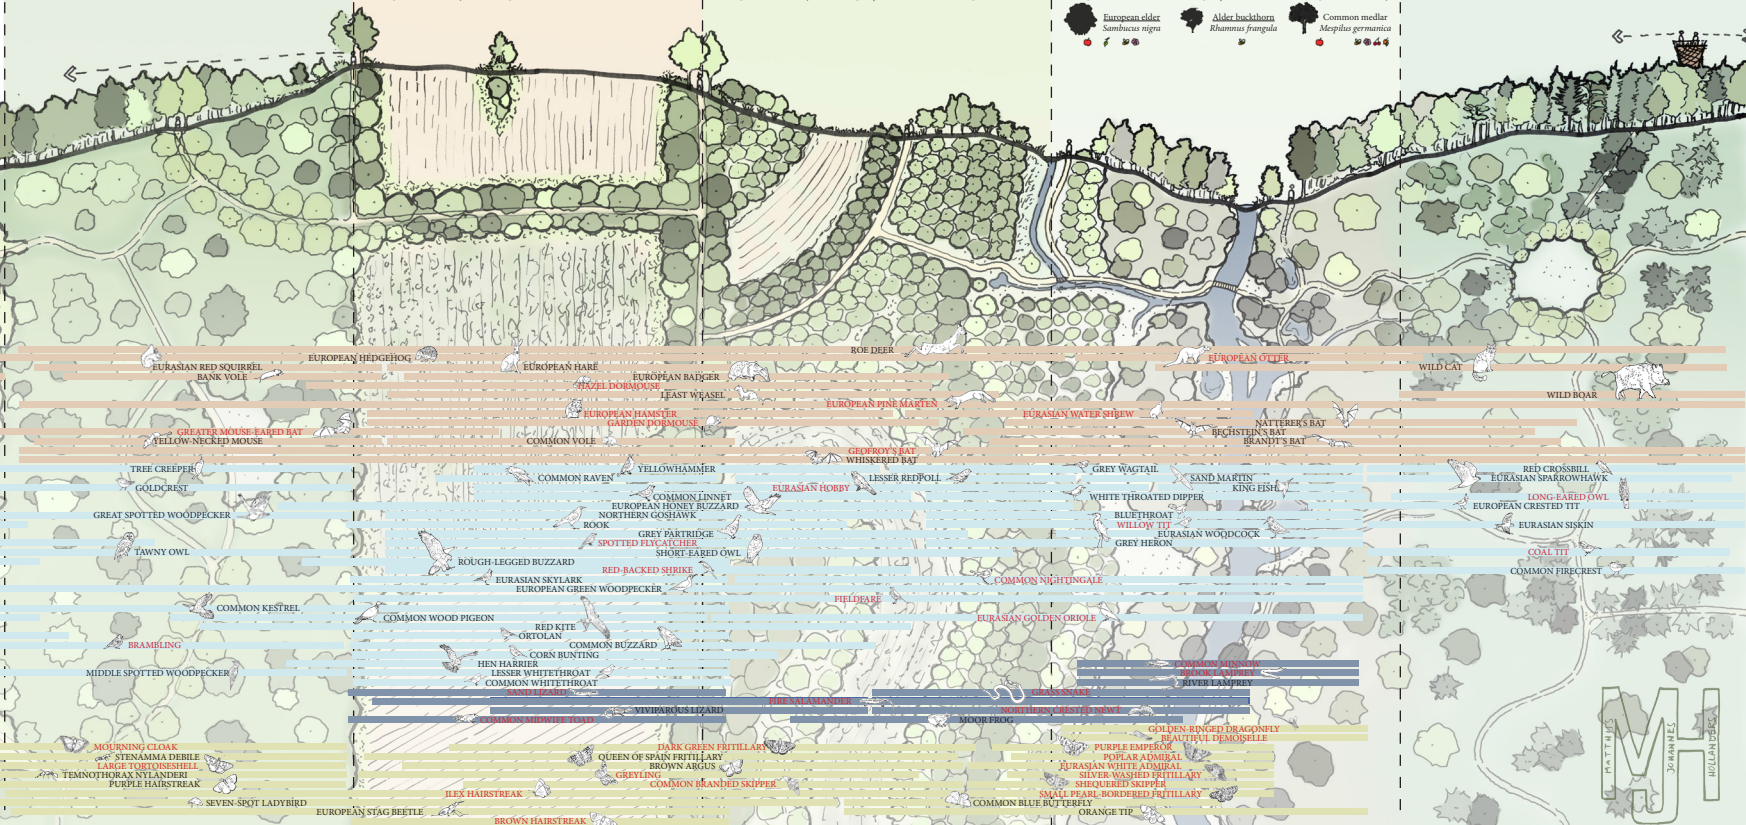 European elder
Sambucus nigra
Alder buckthorn
Rhamnus frangula
Common medlar
Mespilus germanica
ROE DEER
EUROPEAN HEDGEHOG
EUROPEAN OTTER
EURASIAN RED SQUIRREL
EUROPEAN HARE
WILD CAT
BANK VOLE
EUROPEAN BADGER
HAZEL DORMOUSE
LEAST WEASEL
WILD BOAR
EUROPEAN PINE MARTEN
EUROPEAN HAMSTER
EURASIAN WATER SHREW
GARDEN DORMOUSE
NATTERER'S BAT
GREATER MOUSE-EARED BAT
BECHSTEIN'S BAT
YELLOW-NECKED MOUSE
COMMON VOLE
BRANDT'S BAT
GEOFROY'S BAT
WHISKERED BAT
TREE CREEPER
YELLOWHAMMER
GREY WAGTAIL
RED CROSSBILL
COMMON RAVEN
LESSER REDPOLL
SAND MARTIN
EURASIAN SPARROWHAWK
GOLDCREST
EURASIAN HOBBY
KING FISH
COMMON LINNET
WHITE THROATED DIPPER
LONG-EARED OWL
EUROPEAN HONEY BUZZARD
EUROPEAN CRESTED TIT
GREAT SPOTTED WOODPECKER
NORTHERN GOSHAWK
BLUETHROAT
ROOK
WILLOW TIT
EURASIAN SISKIN
GREY PARTRIDGE
EURASIAN WOODCOCK
SPOTTED FLYCATCHER
GREY HERON
TAWNY OWL
SHORT-EARED OWL
COAL TIT
ROUGH-LEGGED BUZZARD
RED-BACKED SHRIKE
COMMON FIRECREST
EURASIAN SKYLARK
COMMON NIGHTINGALE
EUROPEAN GREEN WOODPECKER
FIELDFARE
COMMON KESTREL
COMMON WOOD PIGEON
EURASIAN GOLDEN ORIOLE
RED KITE
ORTOLAN
BRAMBLING
COMMON BUZZARD
CORN BUNTING
HEN HARRIER
COMMON MINNOW
MIDDLE SPOTTED WOODPECKER
LESSER WHITETHROAT
BROOK LAMPREY
COMMON WHITETHROAT
RIVER LAMPREY
SAND LIZARD
GRASS SNAKE
FIRE SALAMANDER
VIVIPAROUS LIZARD
NORTHERN CRESTED NEWT
COMMON MIDWIFE TOAD
MOOR FROG
GOLDEN-RINGED DRAGONFLY
BEAUTIFUL DEMOISELLE
MOURNING CLOAK
DARK GREEN FRITILLARY
PURPLE EMPEROR
STENAMMA DEBILE
QUEEN OF SPAIN FRITILLARY
POPLAR ADMIRAL
LARGE TORTOISESHELL
BROWN ARGUS
EURASIAN WHITE ADMIRAL
TEMNOTHORAX NYLANDERI
GREYLING
SILVER-WASHED FRITILLARY
PURPLE HAIRSTREAK
COMMON BRANDED SKIPPER
SHEQUERED SKIPPER
ILEX HAIRSTREAK
SMALL PEARL-BORDERED FRITILLARY
SEVEN-SPOT LADYBIRD
COMMON BLUE BUTTERFLY
EUROPEAN STAG BEETLE
ORANGE TIP
BROWN HAIRSTREAK
MJH
MATTHIJS
JOHANNES
HOLLANDERS